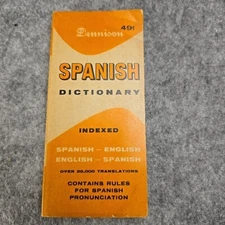 Dennison
49¢
SPANISH
DICTIONARY
INDEXED
SPANISH — ENGLISH
ENGLISH — SPANISH
OVER 20,000 TRANSLATIONS
CONTAINS RULES
FOR SPANISH
PRONUNCIATION